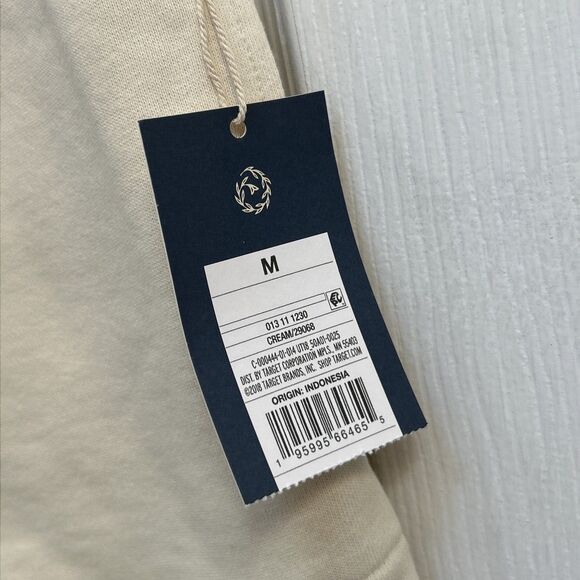 M
013 11 1230
CREAM/29068
C-000444-01-014 UT18 50A01-0025
DIST. BY TARGET CORPORATION MPLS, MN 55403
©2018 TARGET BRANDS, INC. SHOP TARGET.COM
ORIGIN: INDONESIA
1 95995 66465 5